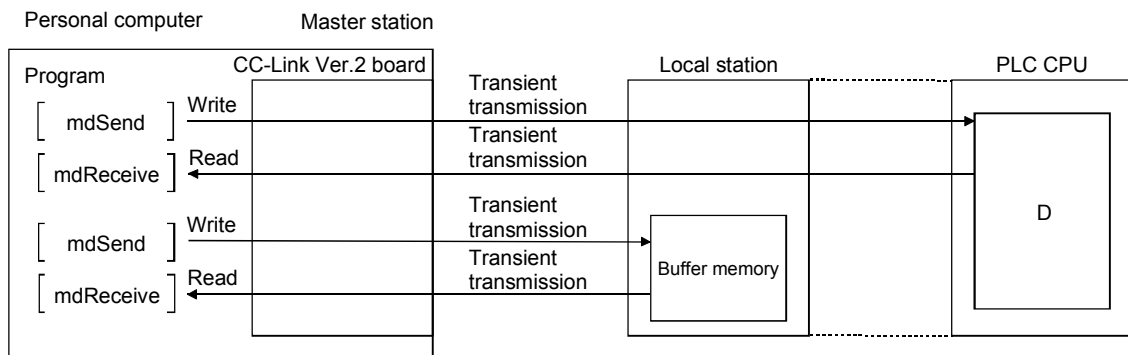 Personal computer
Master station
CC-Link Ver.2 board
Local station
PLC CPU
Program
mdSend
Write
Transient
transmission
mdReceive
Read
Transient
transmission
D
mdSend
Write
Transient
transmission
mdReceive
Read
Transient
transmission
Buffer memory